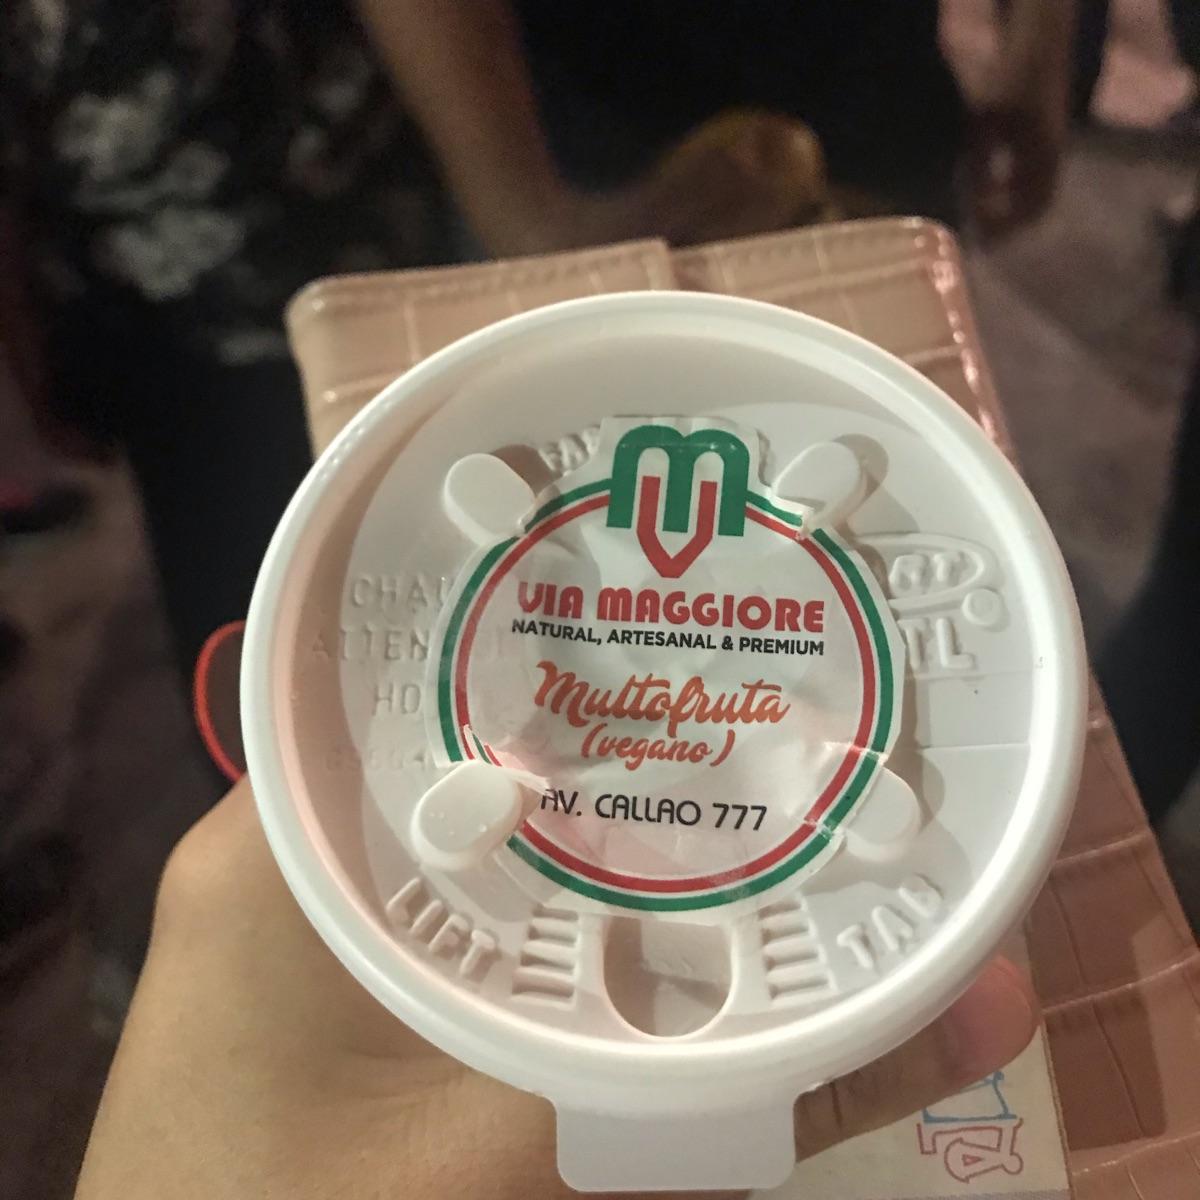 VIA MAGGIORE
NATURAL, ARTESANAL & PREMIUM
Multofruta
(vegano)
AV. CALLAO 777
LIFT TAB